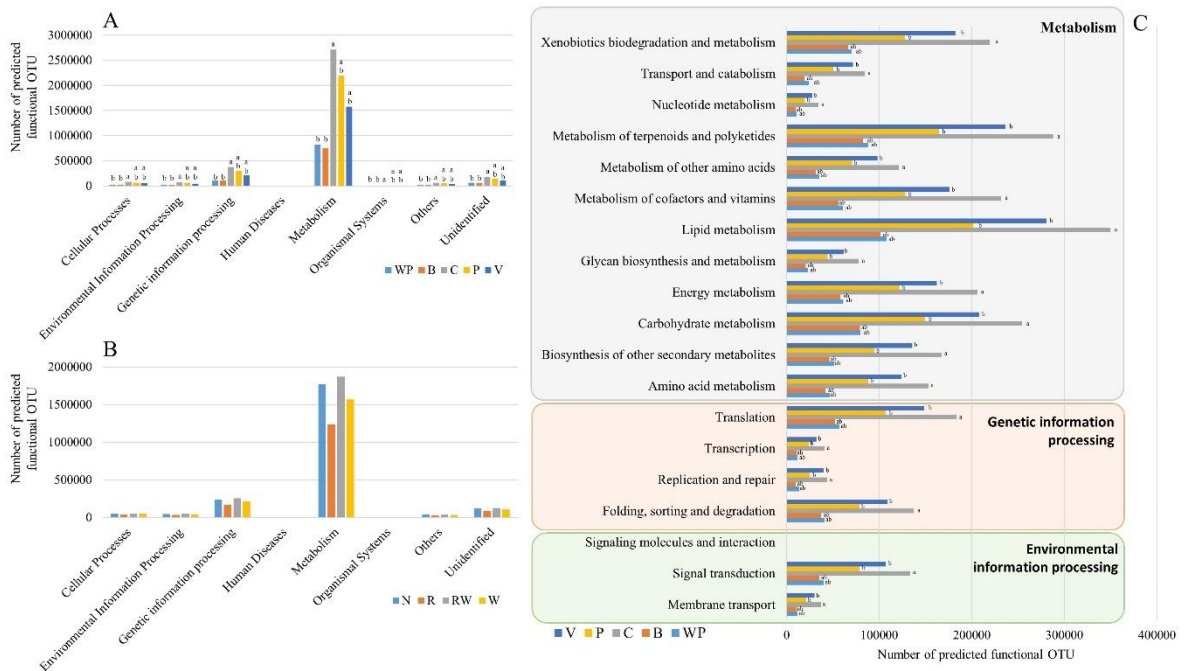 A
Number of predicted
functional OTU
3000000
2500000
2000000
1500000
1000000
500000
0
Cellular Processes
Environmental Information Processing
Genetic information processing
Human Diseases
Metabolism
Organismal Systems
Others
Unidentified
WP B C P V
B
Number of predicted
functional OTU
2000000
1500000
1000000
500000
0
Cellular Processes
Environmental Information Processing
Genetic information processing
Human Diseases
Metabolism
Organismal Systems
Others
Unidentified
N R RW W
C
Metabolism
Xenobiotics biodegradation and metabolism
Transport and catabolism
Nucleotide metabolism
Metabolism of terpenoids and polyketides
Metabolism of other amino acids
Metabolism of cofactors and vitamins
Lipid metabolism
Glycan biosynthesis and metabolism
Energy metabolism
Carbohydrate metabolism
Biosynthesis of other secondary metabolites
Amino acid metabolism
Genetic information
processing
Translation
Transcription
Replication and repair
Folding, sorting and degradation
Environmental
information processing
Signaling molecules and interaction
Signal transduction
Membrane transport
V P C B WP
0 100000 200000 300000 400000
Number of predicted functional OTU